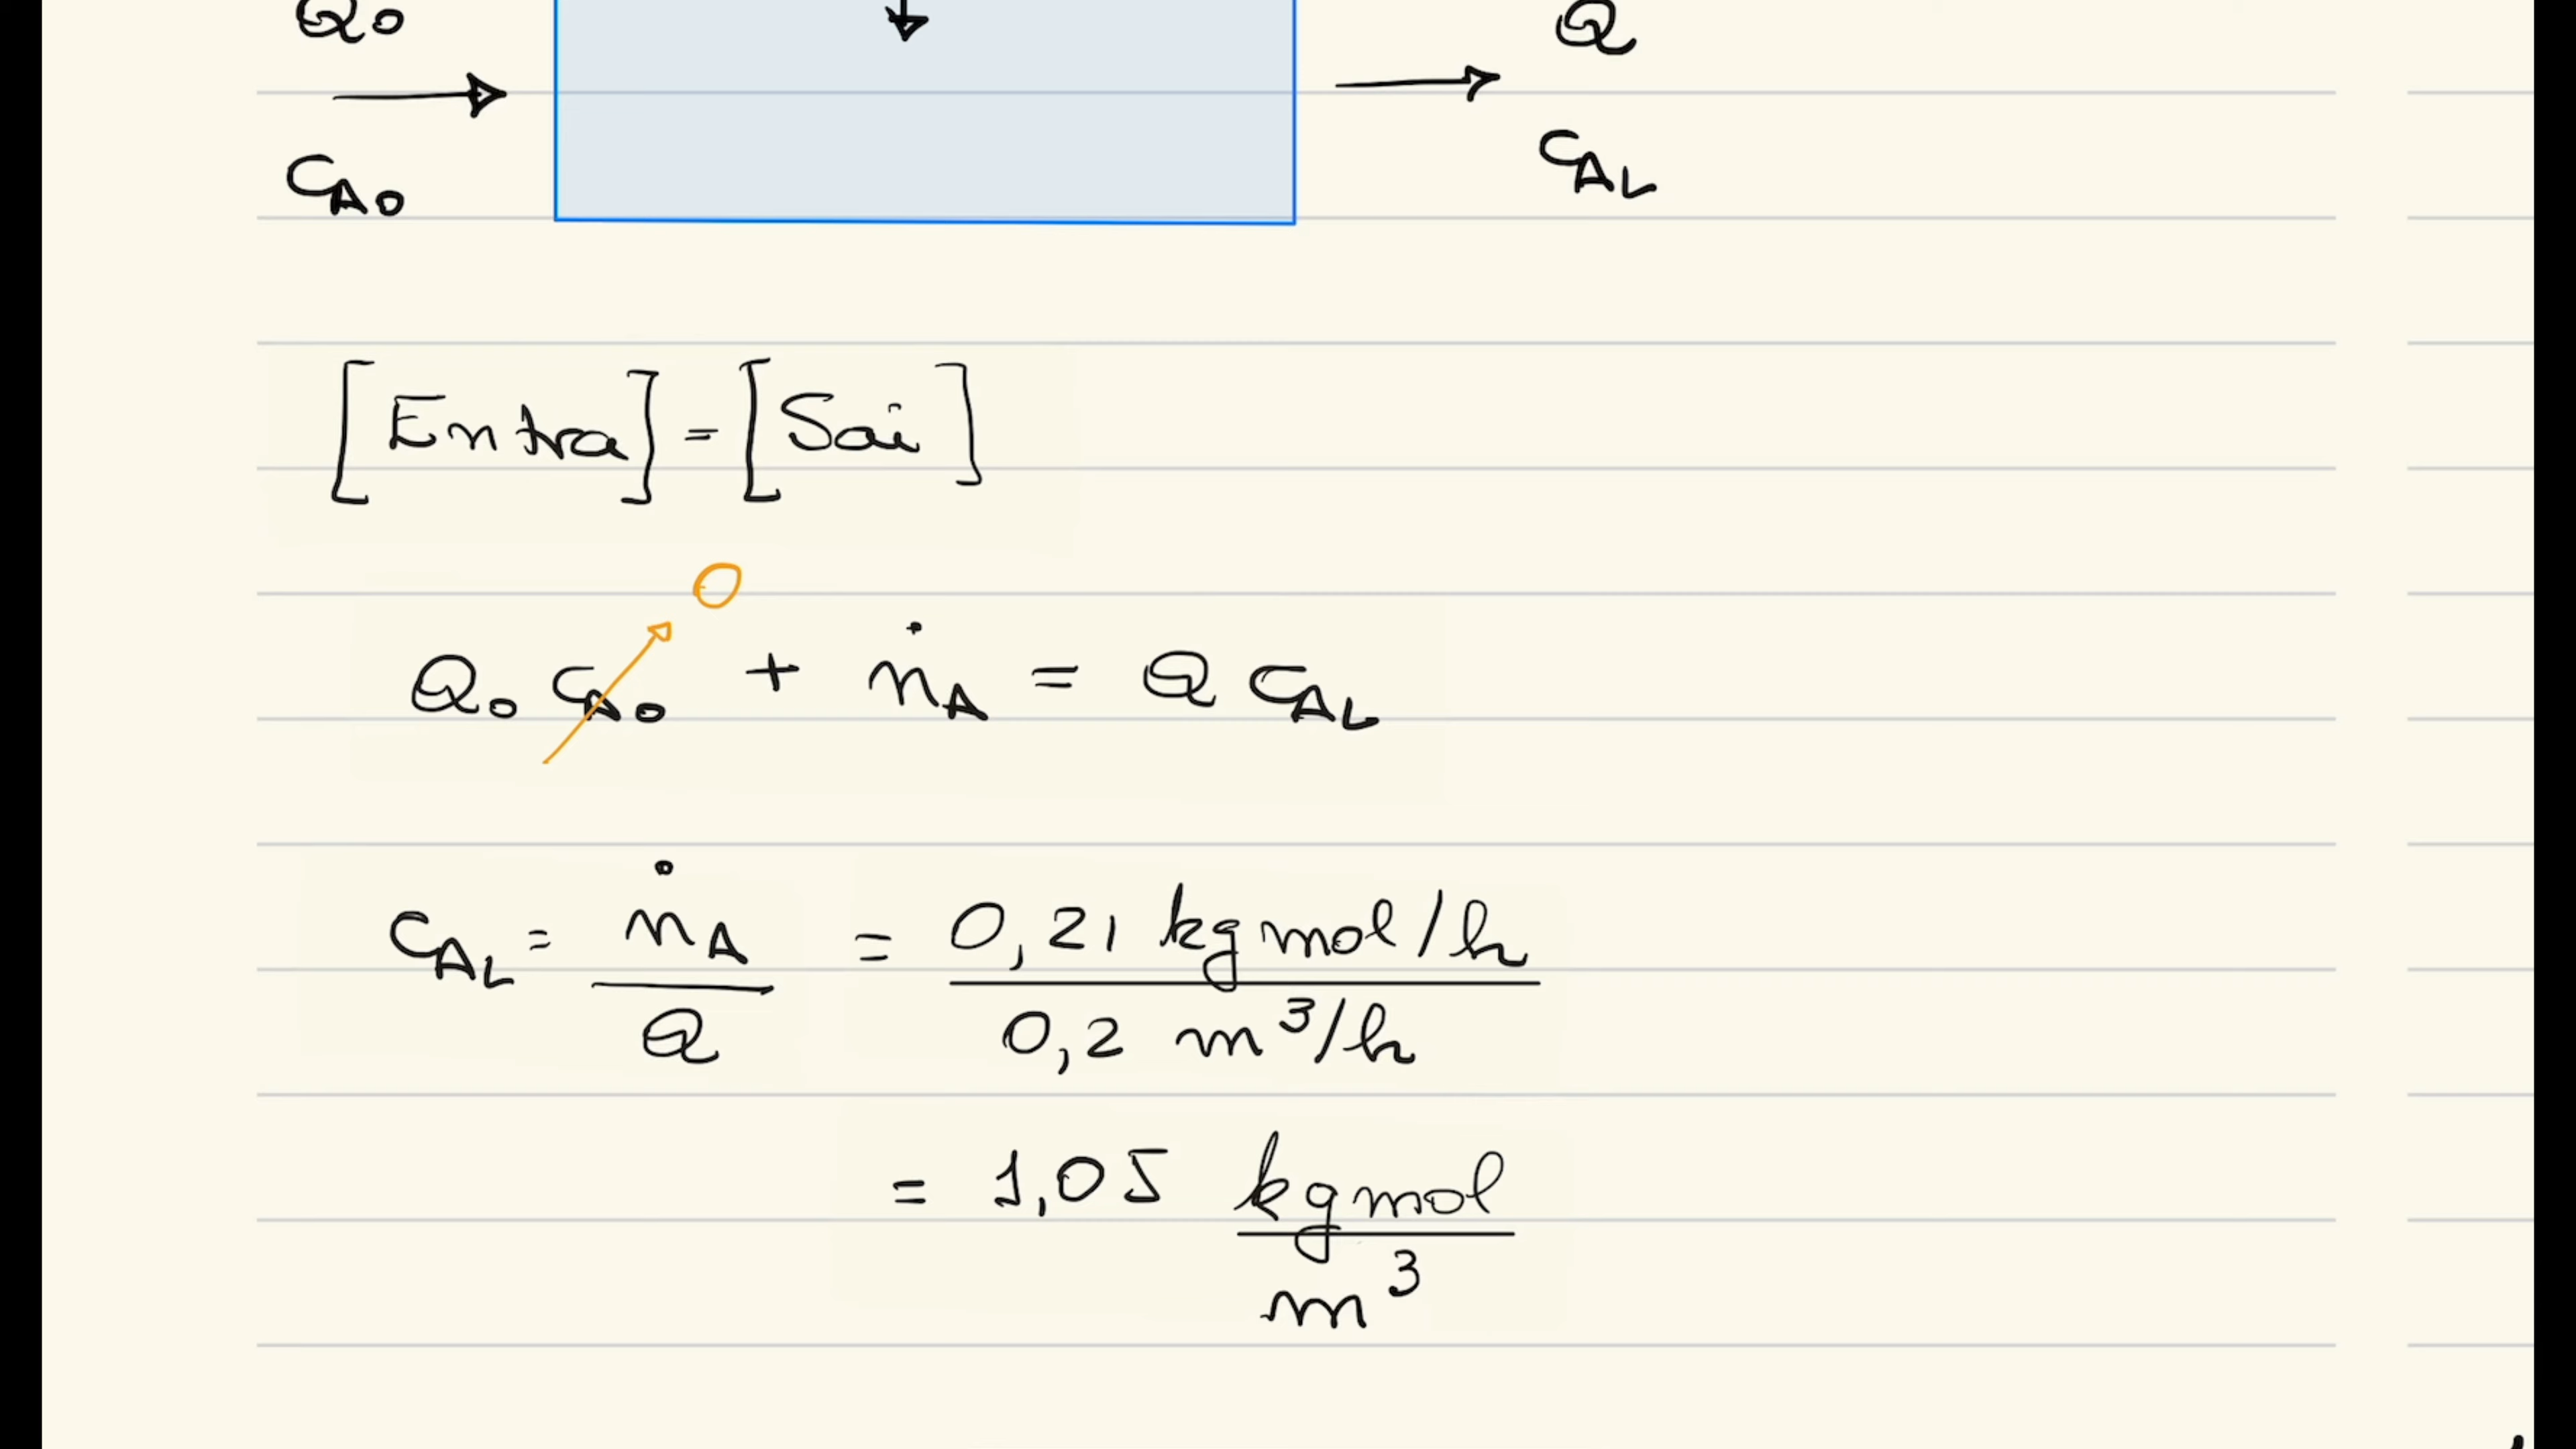 Q₀ Q
C_A₀ C_AL
[Entra] = [Sai]
0
Q₀ C_A₀ + ṅ_A = Q C_AL
C_AL = ṅ_A / Q = 0,21 kgmol/h / 0,2 m³/h
= 1,05 kgmol / m³